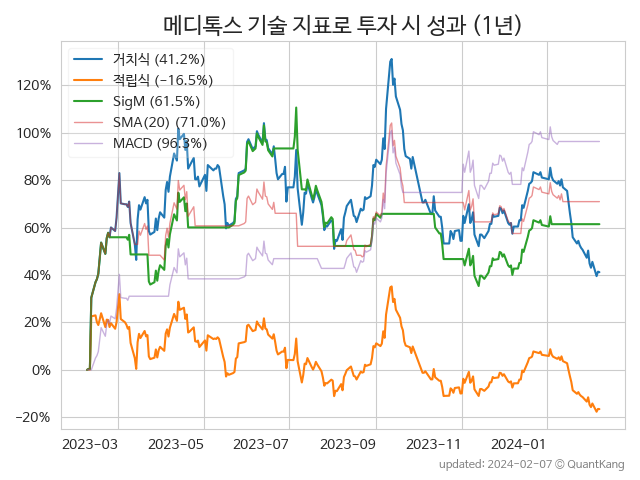 메디톡스 기술 지표로 투자 시 성과 (1년)
거치식 (41.2%)
적립식 (−16.5%)
SigM (61.5%)
SMA(20) (71.0%)
MACD (96.3%)
120%
100%
80%
60%
40%
20%
0%
−20%
2023-03
2023-05
2023-07
2023-09
2023-11
2024-01
updated: 2024-02-07 © QuantKang